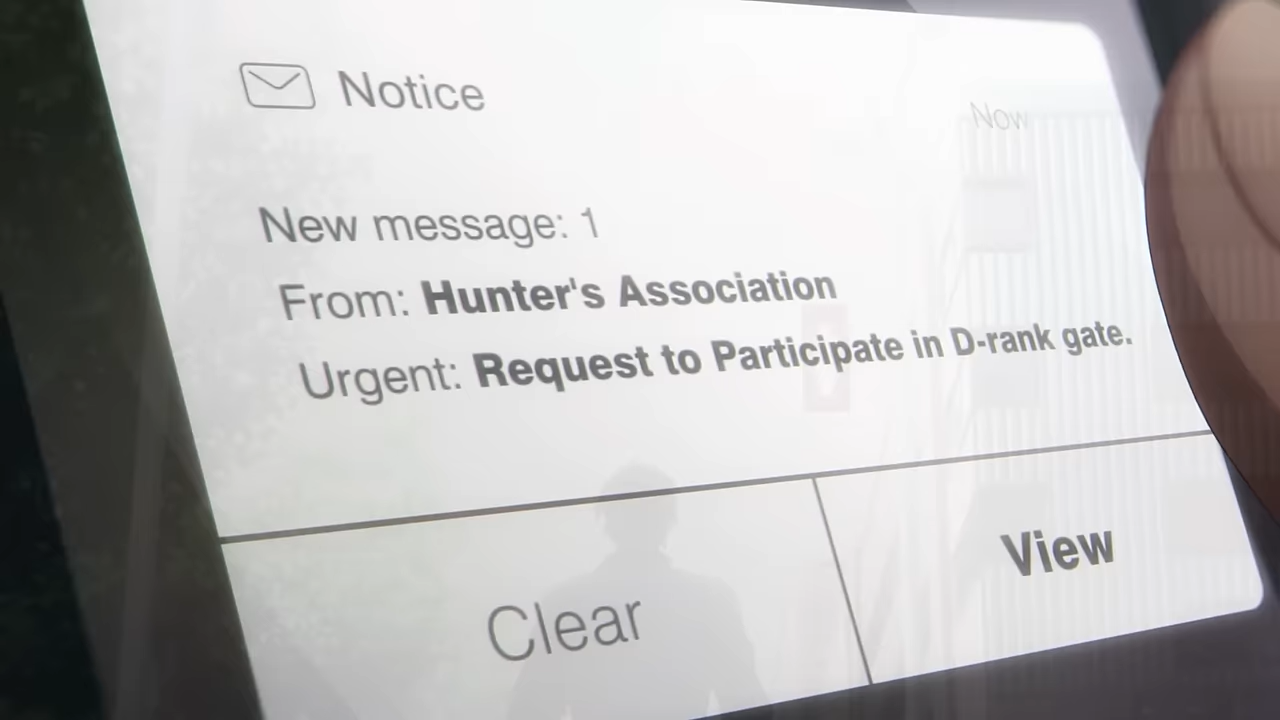 Notice
Now
New message: 1
From: Hunter's Association
Urgent: Request to Participate in D-rank gate.
Clear
View